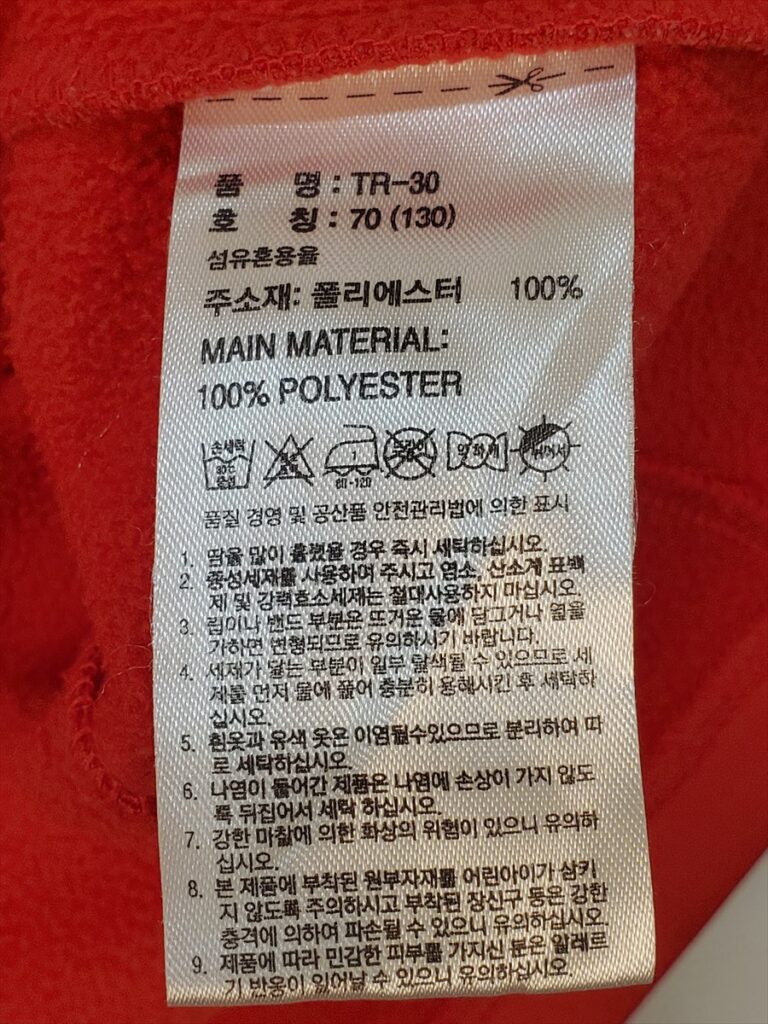 품 명 : TR-30
호 칭 : 70 (130)
섬유혼용율
주소재: 폴리에스터 100%
MAIN MATERIAL:
100% POLYESTER
손세탁 30℃ 중성
1 80-120
드라이
약하게
뉘어서
품질 경영 및 공산품 안전관리법에 의한 표시
1. 땀을 많이 흘렸을 경우 즉시 세탁하십시오.
2. 중성세제를 사용하여 주시고 염소, 산소계 표백
제 및 강력효소세제는 절대사용하지 마십시오.
3. 립이나 밴드 부분은 뜨거운 물에 담그거나 열을
가하면 변형되므로 유의하시기 바랍니다.
4. 세제가 닿는 부분이 일부 탈색될 수 있으므로 세
제를 먼저 물에 풀어 충분히 용해시킨 후 세탁하
십시오.
5. 흰옷과 유색 옷은 이염될수있으므로 분리하여 따
로 세탁하십시오
6. 나염이 들어간 제품은 나염에 손상이 가지 않도
록 뒤집어서 세탁 하십시오.
7. 강한 마찰에 의한 화상의 위험이 있으니 유의하
십시오.
8. 본 제품에 부착된 원부자재를 어린아이가 삼키
지 않도록 주의하시고 부착된 장신구 등은 강한
충격에 의하여 파손될 수 있으니 유의하십시오.
9. 제품에 따라 민감한 피부를 가지신 분은 알레르
기 반응이 일어날 수 있으니 유의하십시오.